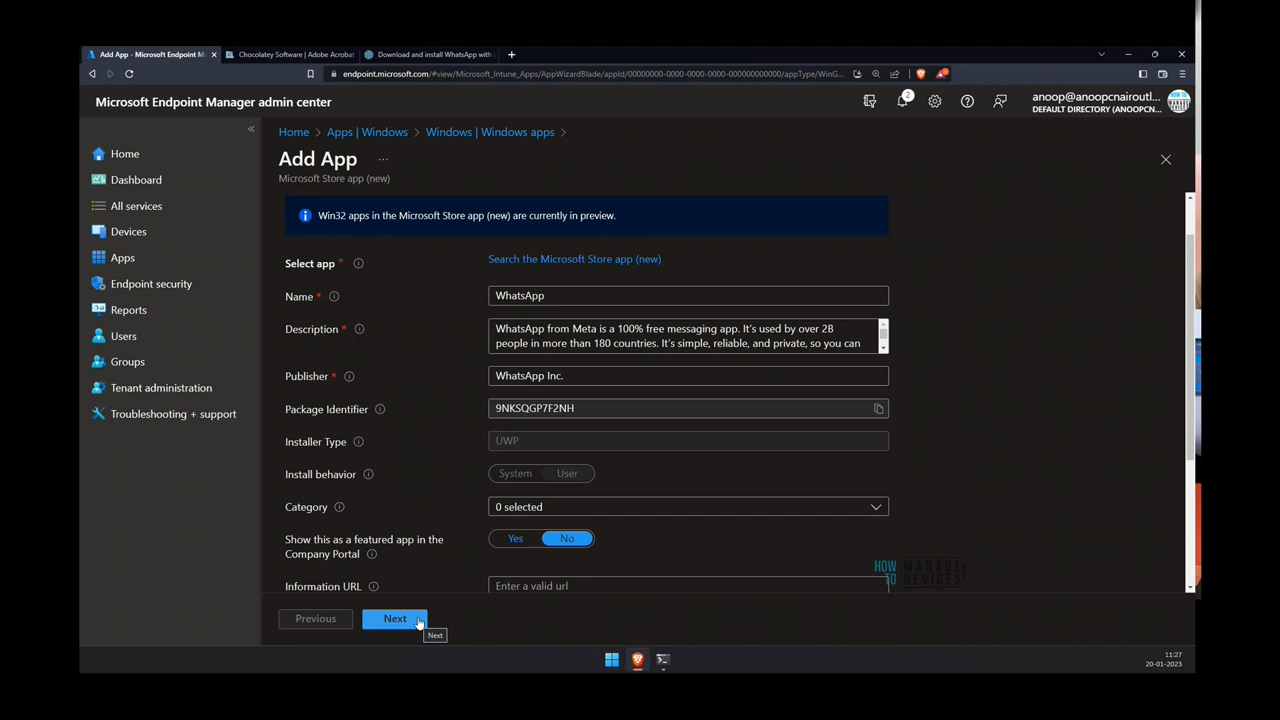 Add App - Microsoft Endpoint M
Chocolatey Software | Adobe Acrobat
Download and install WhatsApp with
endpoint.microsoft.com/#view/Microsoft_Intune_Apps/AppWizardBlade/appId/00000000-0000-0000-0000-000000000000/appType/WinG...
Microsoft Endpoint Manager admin center
2
anoop@anoopcnairoutl...
DEFAULT DIRECTORY (ANOOPCN...
HOW TO MANAGE DEVICES
Home > Apps | Windows > Windows | Windows apps >
Add App ...
Microsoft Store app (new)
Home
Dashboard
All services
Devices
Apps
Endpoint security
Reports
Users
Groups
Tenant administration
Troubleshooting + support
Win32 apps in the Microsoft Store app (new) are currently in preview.
Select app * Search the Microsoft Store app (new)
Name * WhatsApp
Description * WhatsApp from Meta is a 100% free messaging app. It's used by over 2B
people in more than 180 countries. It's simple, reliable, and private, so you can
Publisher * WhatsApp Inc.
Package Identifier 9NKSQGP7F2NH
Installer Type UWP
Install behavior System User
Category 0 selected
Show this as a featured app in the Yes No
Company Portal
Information URL Enter a valid url
HOW TO MANAGE DEVICES
Previous Next
Next
11:27
20-01-2023